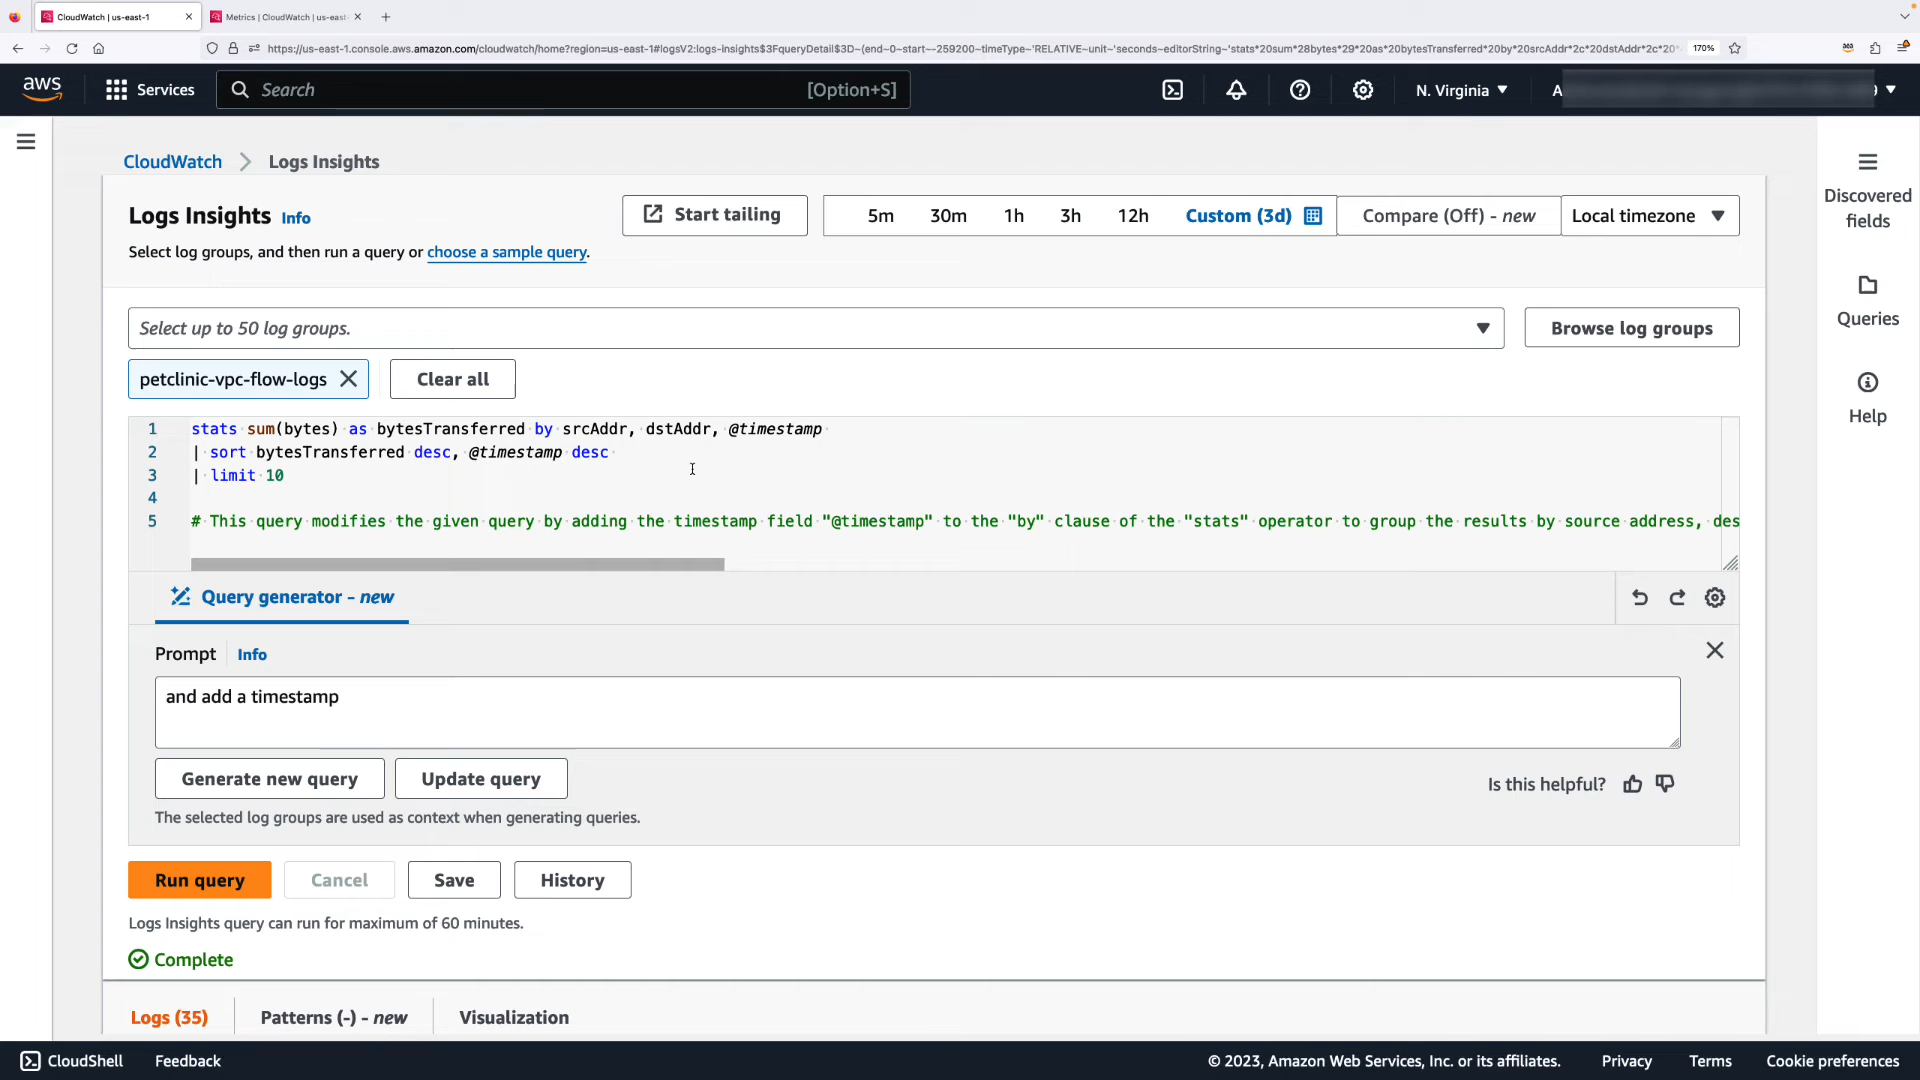 CloudWatch | us-east-1
Metrics | CloudWatch | us-east-
https://us-east-1.console.aws.amazon.com/cloudwatch/home?region=us-east-1#logsV2:logs-insights$3FqueryDetail$3D~(end~0~start~-259200~timeType~'RELATIVE~unit~'seconds~editorString~'stats*20sum*28bytes*29*20as*20bytesTransferred*20by*20srcAddr*2c*20dstAddr*2c*20*
170%
aws
Services
Search
[Option+S]
N. Virginia
CloudWatch
Logs Insights
Logs Insights Info
Start tailing
5m 30m 1h 3h 12h Custom (3d)
Compare (Off) - new
Local timezone
Select log groups, and then run a query or choose a sample query.
Select up to 50 log groups.
Browse log groups
petclinic-vpc-flow-logs
Clear all
1 stats sum(bytes) as bytesTransferred by srcAddr, dstAddr, @timestamp
2 | sort bytesTransferred desc, @timestamp desc
3 | limit 10
4
5 # This query modifies the given query by adding the timestamp field "@timestamp" to the "by" clause of the "stats" operator to group the results by source address, des
Query generator - new
Prompt Info
and add a timestamp
Generate new query
Update query
Is this helpful?
The selected log groups are used as context when generating queries.
Run query
Cancel
Save
History
Logs Insights query can run for maximum of 60 minutes.
Complete
Logs (35)
Patterns (-) - new
Visualization
Discovered
fields
Queries
Help
CloudShell
Feedback
© 2023, Amazon Web Services, Inc. or its affiliates.
Privacy
Terms
Cookie preferences